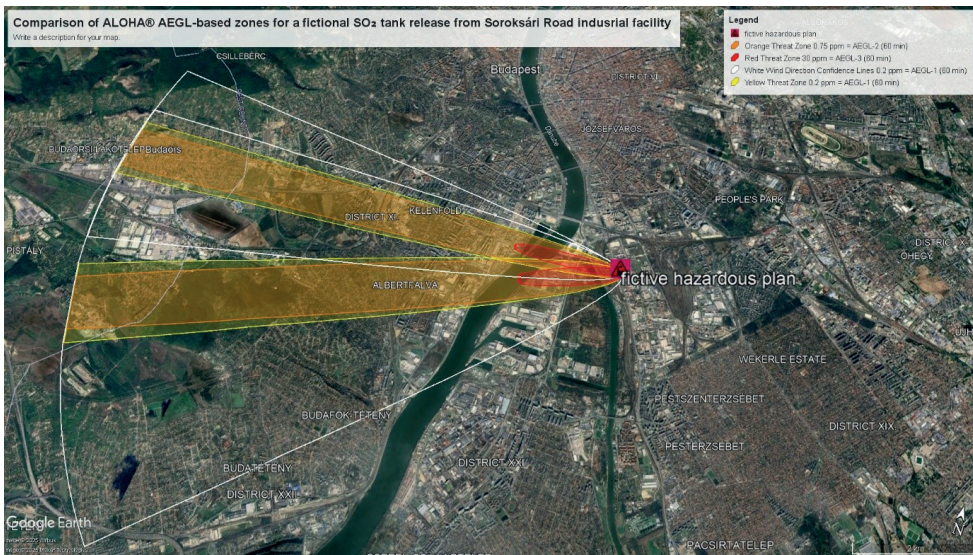 Comparison of ALOHA® AEGL-based zones for a fictional SO₂ tank release from Soroksári Road indusrial facility
Write a description for your map.
Legend
fictive hazardous plan
Orange Threat Zone 0.75 ppm = AEGL-2 (60 min)
Red Threat Zone 30 ppm = AEGL-3 (60 min)
White Wind Direction Confidence Lines 0.2 ppm = AEGL-1 (60 min)
Yellow Threat Zone 0.2 ppm = AEGL-1 (60 min)
CSILLEBÉRC
Budapest
DISTRICT VII
Danube
JÓZSEFVÁROS
Budaörs
PEOPLE'S PARK
KELENFÖLD
DISTRICT XI
DISTRICT X
ÓHEGY
PISTÁLY
fictive hazardous plan
ALBERTFALVA
WEKERLE ESTATE
PESTSZENTERZSÉBET
BUDAFOK-TÉTÉNY
DISTRICT XIX
PESTERZSÉBET
BUDATÉTÉNY
DISTRICT XXI
DISTRICT XXII
Google Earth
PACSIRTATELEP
N